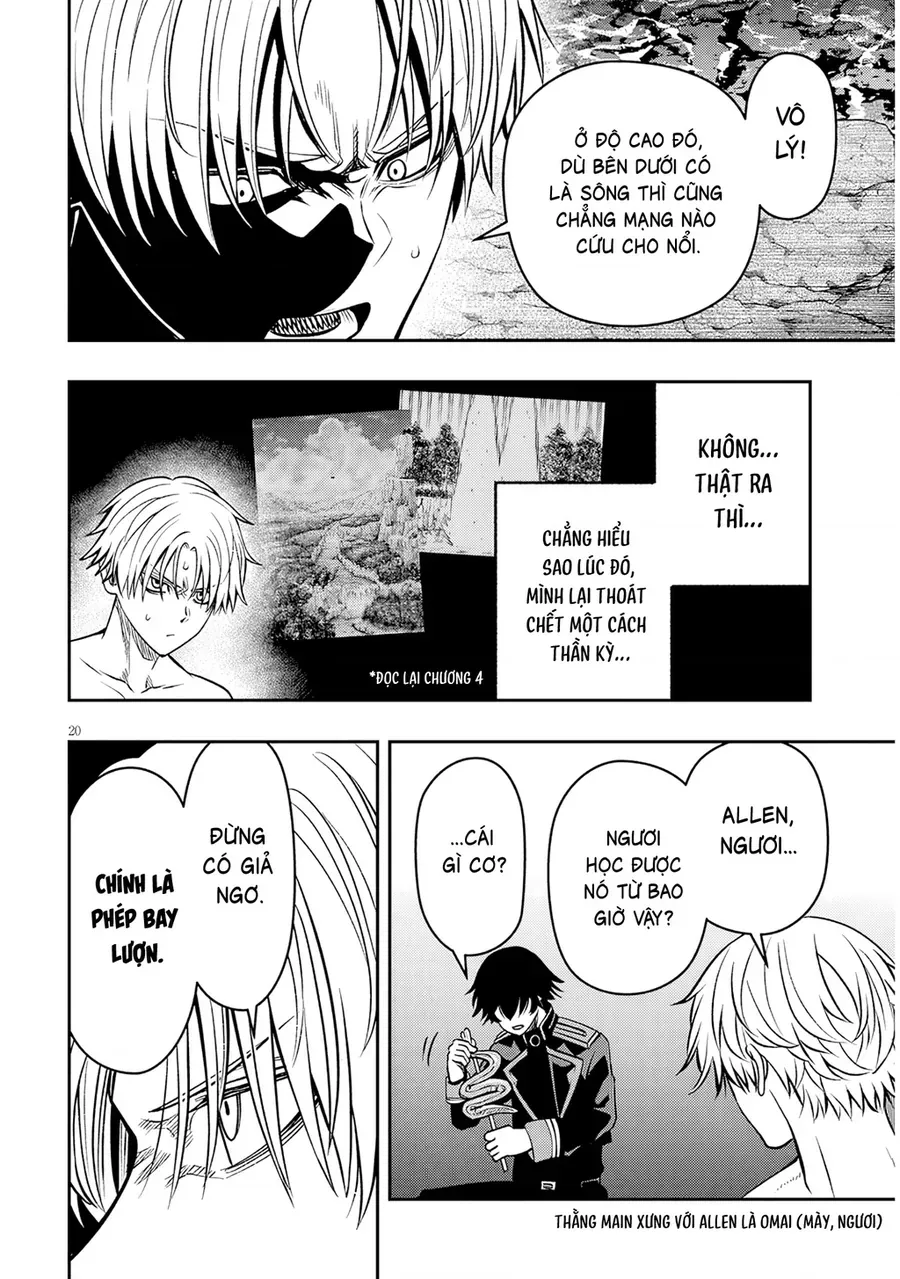 VÔ
LÝ!
Ở ĐỘ CAO ĐÓ,
DÙ BÊN DƯỚI CÓ
LÀ SÔNG THÌ CŨNG
CHẲNG MẠNG NÀO
CỨU CHO NỔI.
KHÔNG...
THẬT RA
THÌ...
CHẲNG HIỂU
SAO LÚC ĐÓ,
MÌNH LẠI THOÁT
CHẾT MỘT CÁCH
THẦN KỲ...
*ĐỌC LẠI CHƯƠNG 4
20
ALLEN,
NGƯƠI...
NGƯƠI
HỌC ĐƯỢC
NÓ TỪ BAO
GIỜ VẬY?
...CÁI
GÌ CƠ?
ĐỪNG
CÓ GIẢ
NGƠ.
CHÍNH LÀ
PHÉP BAY
LƯỢN.
THẰNG MAIN XƯNG VỚI ALLEN LÀ OMAI (MÀY, NGƯƠI)